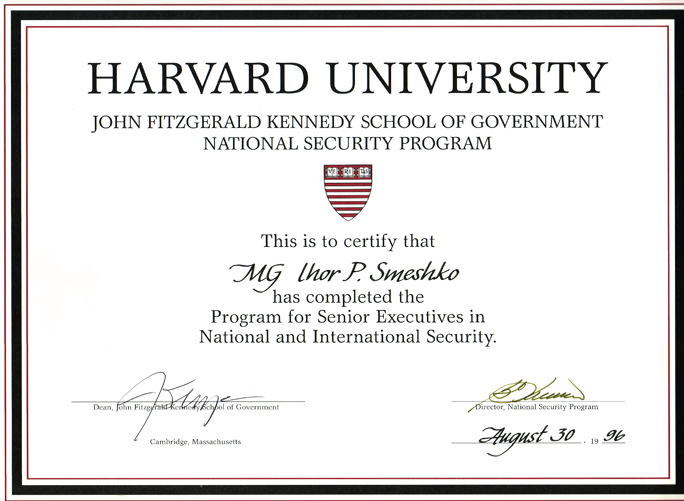 HARVARD UNIVERSITY
JOHN FITZGERALD KENNEDY SCHOOL OF GOVERNMENT
NATIONAL SECURITY PROGRAM
VE RI TAS
This is to certify that
MG Ihor P. Smeshko
has completed the
Program for Senior Executives in
National and International Security.
Dean, John Fitzgerald Kennedy School of Government
Director, National Security Program
Cambridge, Massachusetts
August 30, 1996